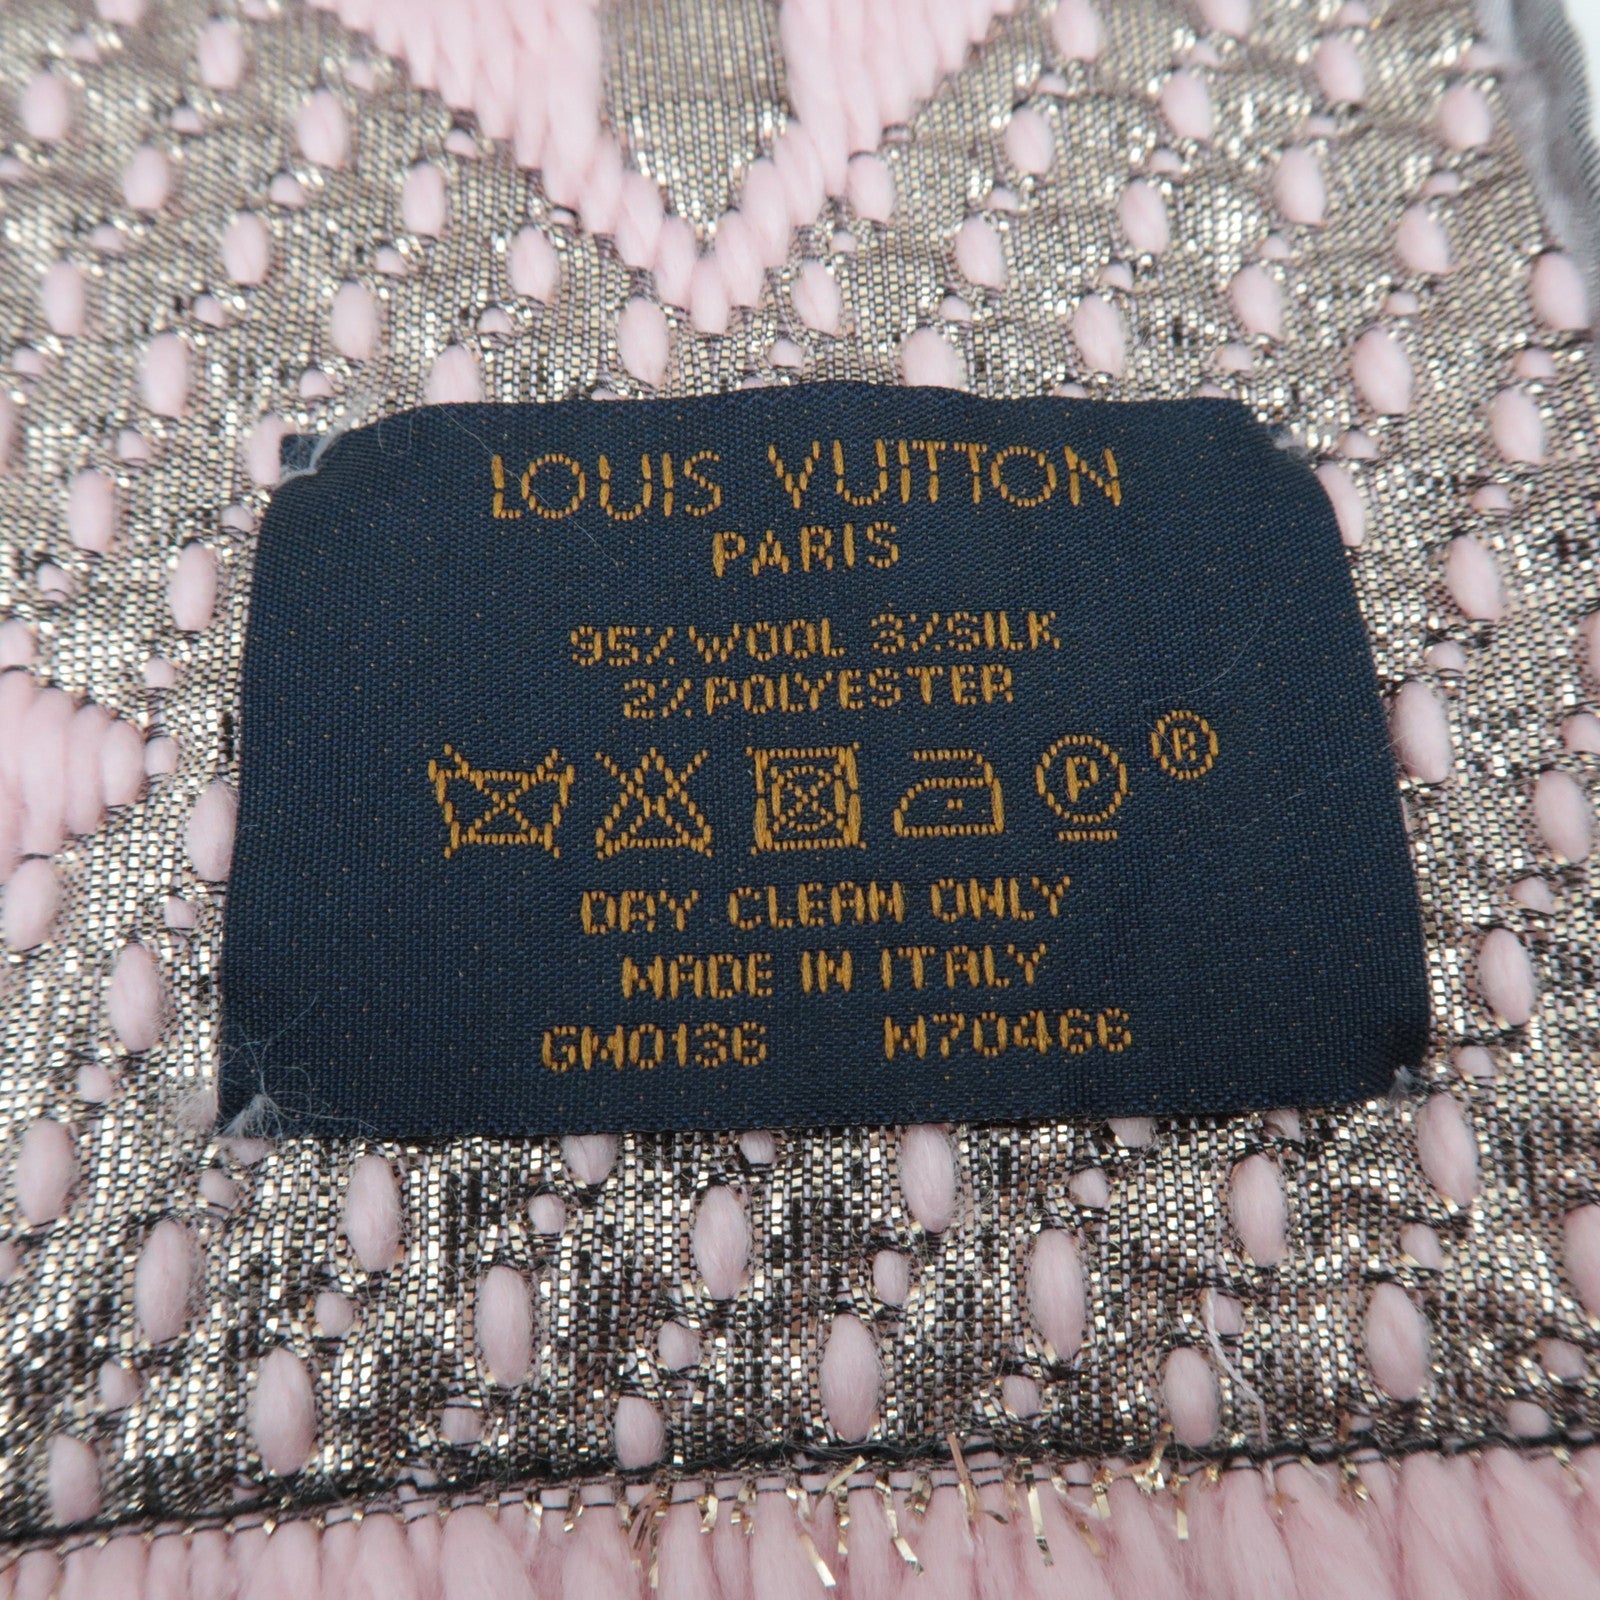 LOUIS VUITTON
PARIS
95% WOOL 3% SILK
2% POLYESTER
P ®
DRY CLEAN ONLY
MADE IN ITALY
GM0136 M70466